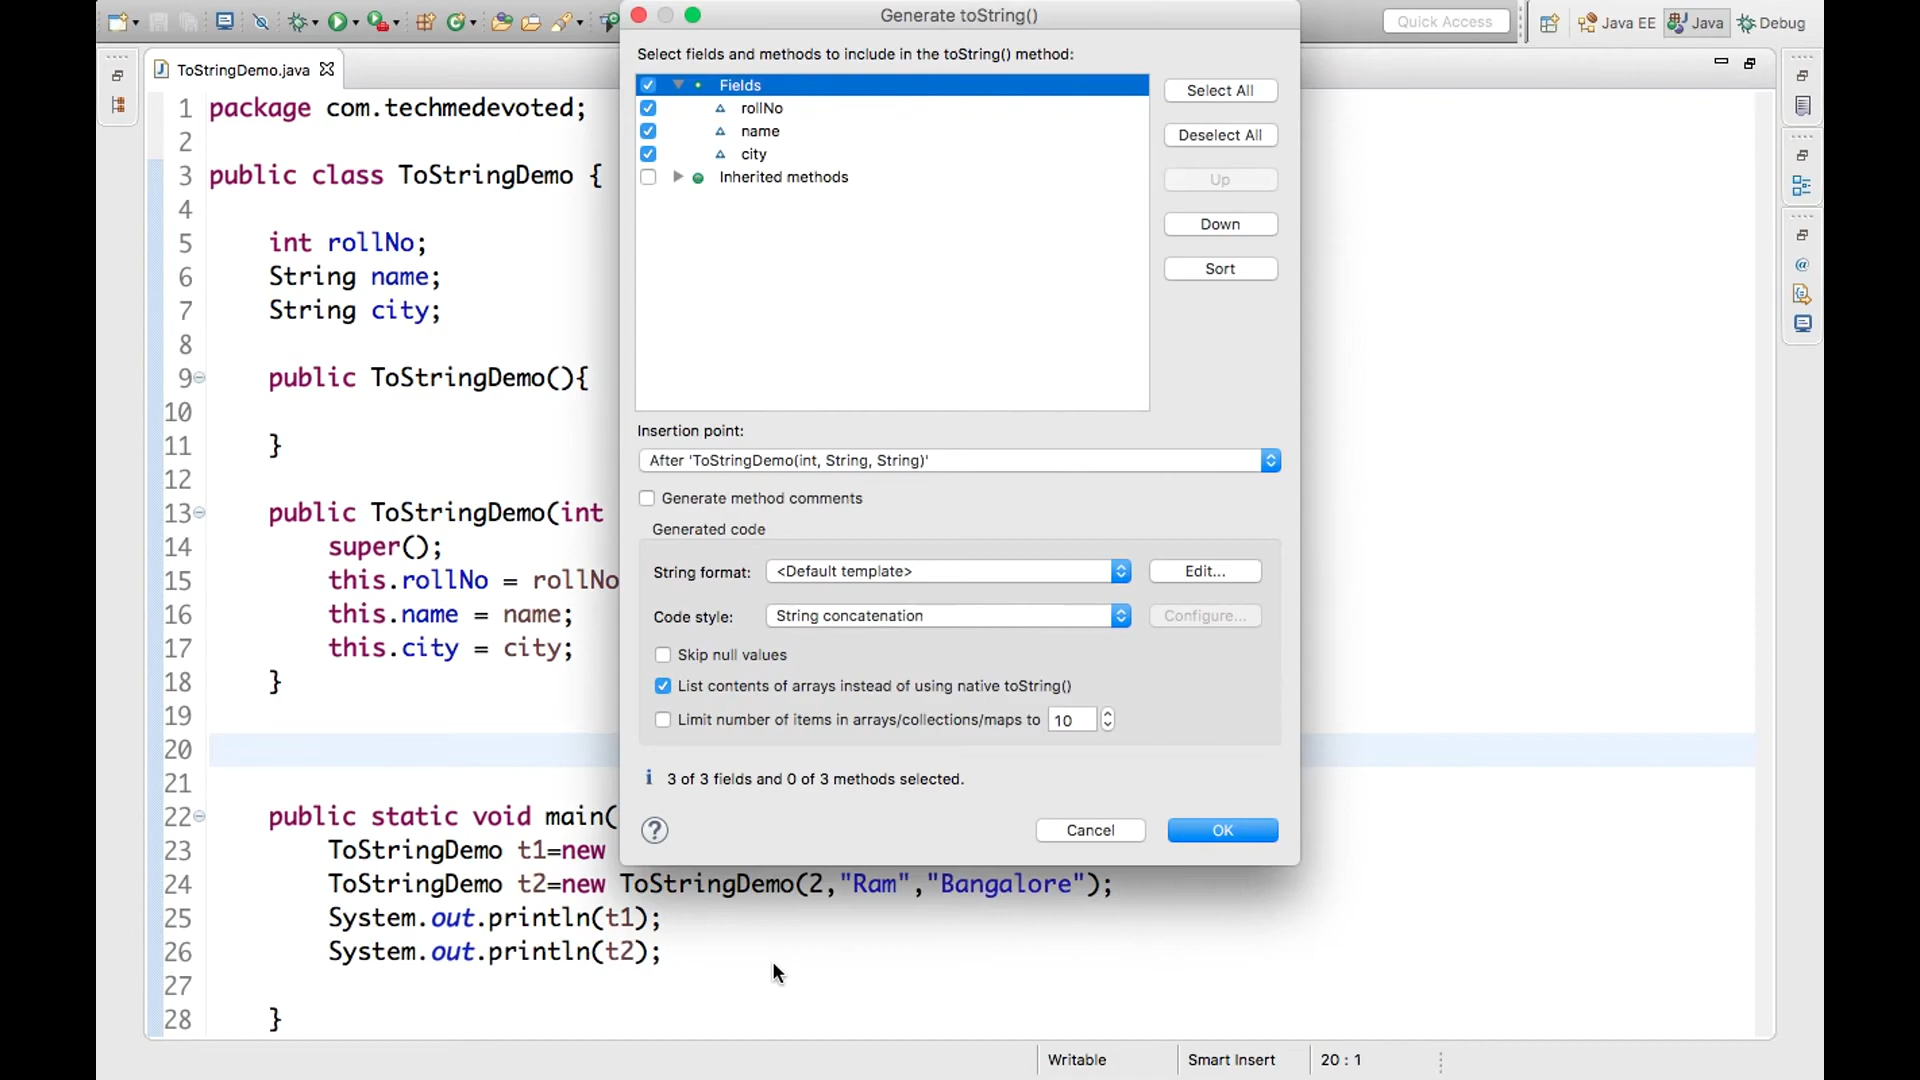 Generate toString()
Quick Access
Java EE
Java
Debug
ToStringDemo.java
Select fields and methods to include in the toString() method:
Fields
rollNo
name
city
Inherited methods
Select All
Deselect All
Up
Down
Sort
Insertion point:
After 'ToStringDemo(int, String, String)'
Generate method comments
Generated code
String format:
<Default template>
Edit...
Code style:
String concatenation
Configure...
Skip null values
List contents of arrays instead of using native toString()
Limit number of items in arrays/collections/maps to 10
3 of 3 fields and 0 of 3 methods selected.
?
Cancel
OK
1 package com.techmedevoted;
2
3 public class ToStringDemo {
4
5 int rollNo;
6 String name;
7 String city;
8
9 public ToStringDemo(){
10
11 }
12
13 public ToStringDemo(int
14 super();
15 this.rollNo = rollNo
16 this.name = name;
17 this.city = city;
18 }
19
20
21
22 public static void main(
23 ToStringDemo t1=new
24 ToStringDemo t2=new ToStringDemo(2,"Ram","Bangalore");
25 System.out.println(t1);
26 System.out.println(t2);
27
28 }
Writable
Smart Insert
20 : 1